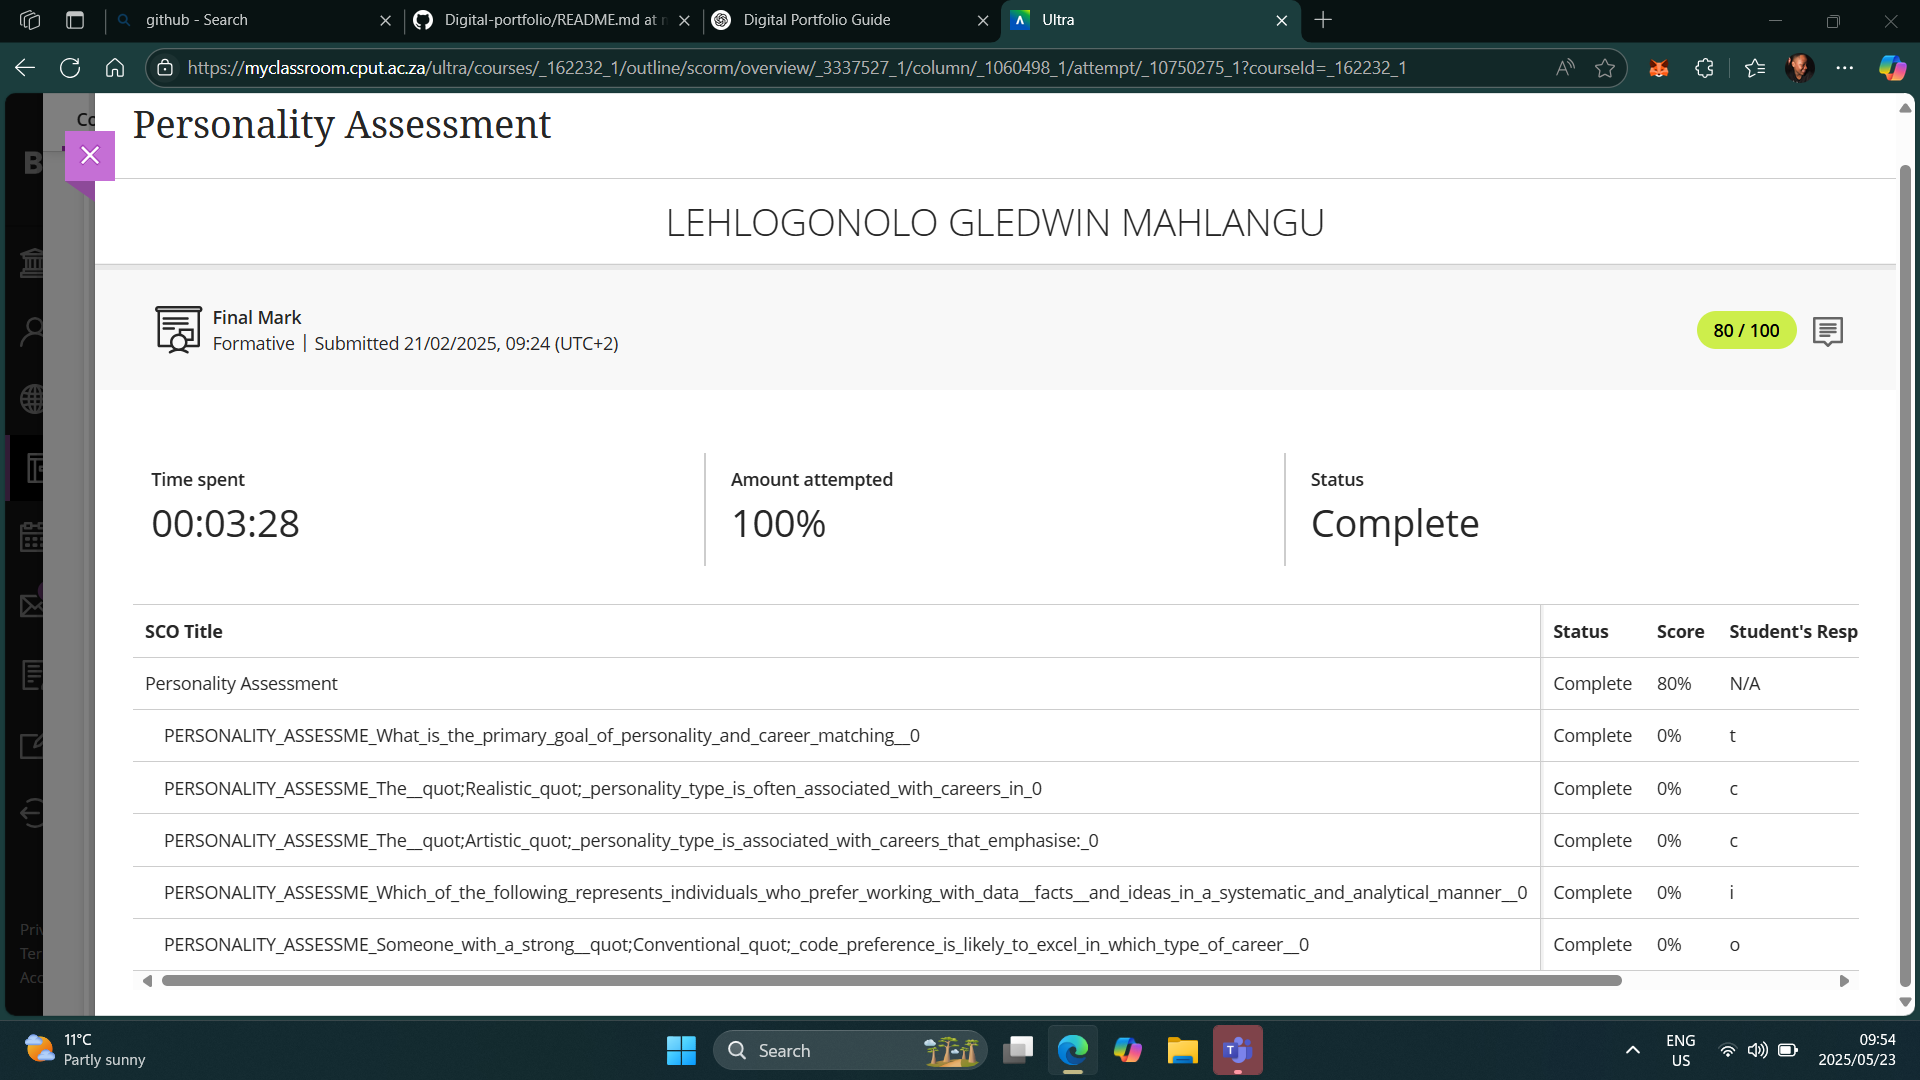 github - Search
Digital-portfolio/README.md at
Digital Portfolio Guide
Ultra
https://myclassroom.cput.ac.za/ultra/courses/_162232_1/outline/scorm/overview/_3337527_1/column/_1060498_1/attempt/_10750275_1?courseId=_162232_1
Personality Assessment
LEHLOGONOLO GLEDWIN MAHLANGU
Final Mark
Formative | Submitted 21/02/2025, 09:24 (UTC+2)
80 / 100
Time spent
00:03:28
Amount attempted
100%
Status
Complete
SCO Title Status Score Student's Resp
Personality Assessment Complete 80% N/A
PERSONALITY_ASSESSME_What_is_the_primary_goal_of_personality_and_career_matching__0 Complete 0% t
PERSONALITY_ASSESSME_The__quot;Realistic_quot;_personality_type_is_often_associated_with_careers_in_0 Complete 0% c
PERSONALITY_ASSESSME_The__quot;Artistic_quot;_personality_type_is_associated_with_careers_that_emphasise:_0 Complete 0% c
PERSONALITY_ASSESSME_Which_of_the_following_represents_individuals_who_prefer_working_with_data__facts__and_ideas_in_a_systematic_and_analytical_manner__0 Complete 0% i
PERSONALITY_ASSESSME_Someone_with_a_strong__quot;Conventional_quot;_code_preference_is_likely_to_excel_in_which_type_of_career__0 Complete 0% o
Priv
Ter
Acc
11°C
Partly sunny
Search
ENG
US
09:54
2025/05/23